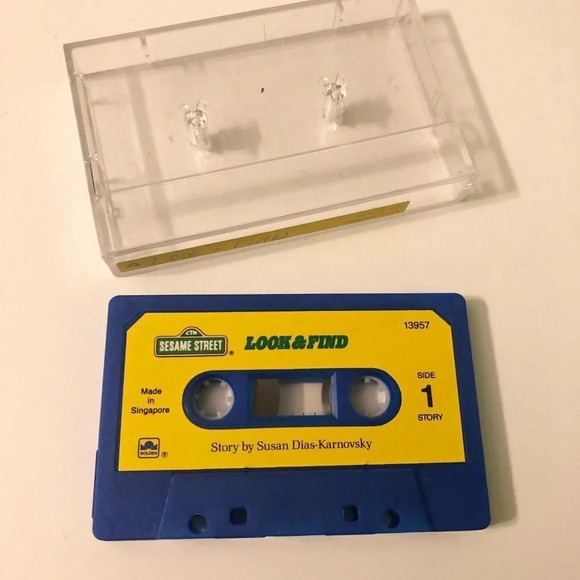 CTW
SESAME STREET ®
LOOK & FIND
13957
Made
in
Singapore
SIDE
1
STORY
GOLDEN ®
Story by Susan Dias-Karnovsky